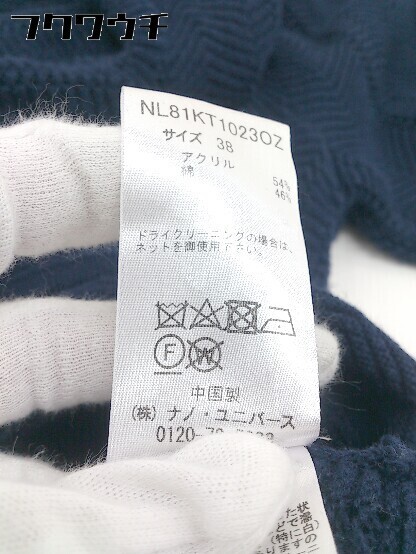 フクワウチ
NL81KT1023OZ
サイズ 38
アクリル 54%
綿 46%
ドライクリーニングの場合は、
ネットを御使用下さい。
F W
中国製
(株) ナノ・ユニバース
0120-